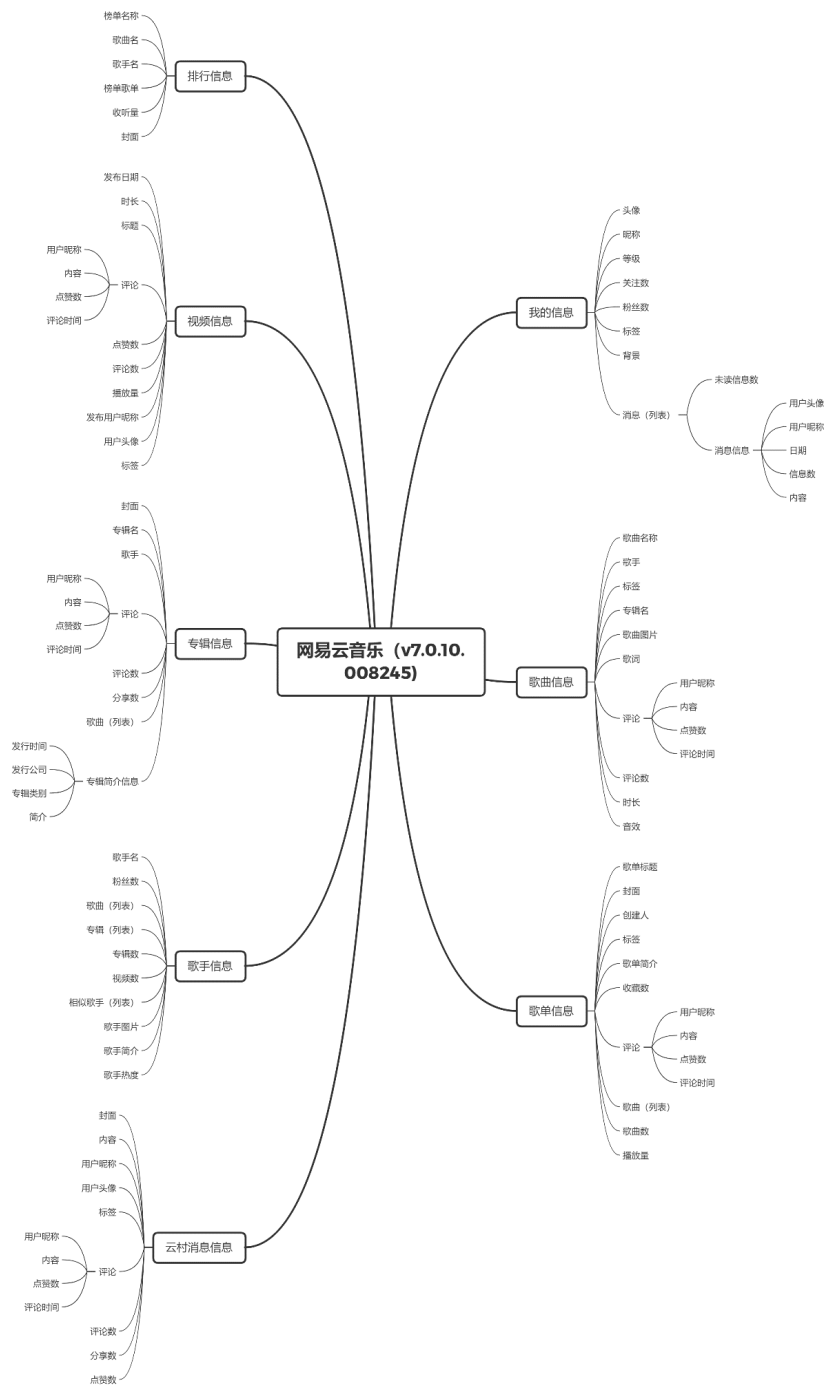 网易云音乐（v7.0.10.
008245)
我的信息
头像
昵称
等级
关注数
粉丝数
标签
背景
消息（列表）
未读信息数
消息信息
用户头像
用户昵称
日期
信息数
内容
歌曲信息
歌曲名称
歌手
标签
专辑名
歌曲图片
歌词
评论
用户昵称
内容
点赞数
评论时间
评论数
时长
音效
歌单信息
歌单标题
封面
创建人
标签
歌单简介
收藏数
评论
用户昵称
内容
点赞数
评论时间
歌曲（列表）
歌曲数
播放量
排行信息
榜单名称
歌曲名
歌手名
榜单歌单
收听量
封面
视频信息
发布日期
时长
标题
评论
用户昵称
内容
点赞数
评论时间
点赞数
评论数
播放量
发布用户昵称
用户头像
标签
专辑信息
封面
专辑名
歌手
评论
用户昵称
内容
点赞数
评论时间
评论数
分享数
歌曲（列表）
专辑简介信息
发行时间
发行公司
专辑类别
简介
歌手信息
歌手名
粉丝数
歌曲（列表）
专辑（列表）
专辑数
视频数
相似歌手（列表）
歌手图片
歌手简介
歌手热度
云村消息信息
封面
内容
用户昵称
用户头像
标签
评论
用户昵称
内容
点赞数
评论时间
评论数
分享数
点赞数